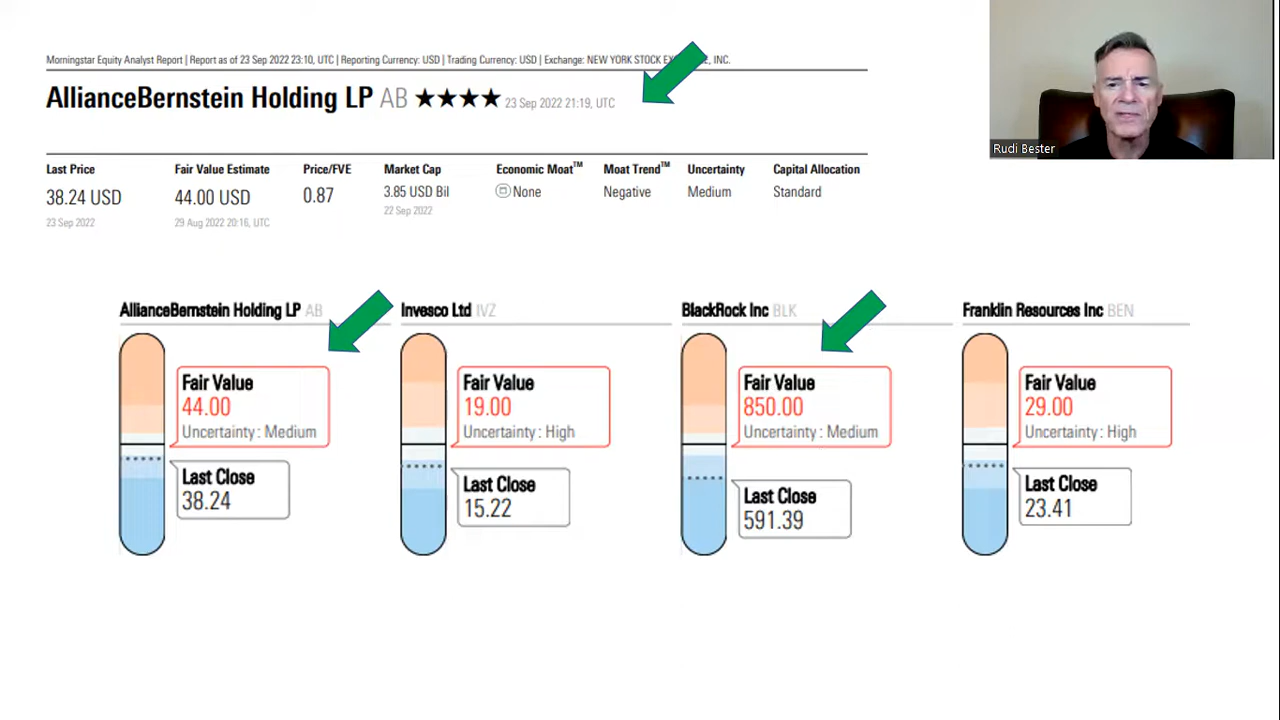 Morningstar Equity Analyst Report | Report as of 23 Sep 2022 23:10, UTC | Reporting Currency: USD | Trading Currency: USD | Exchange: NEW YORK STOCK INC.
AllianceBernstein Holding LP AB ★★★★ 23 Sep 2022 21:19, UTC
Rudi Bester
Last Price Fair Value Estimate Price/FVE Market Cap Economic Moat™ Moat Trend™ Uncertainty Capital Allocation
38.24 USD 44.00 USD 0.87 3.85 USD Bil None Negative Medium Standard
23 Sep 2022 29 Aug 2022 20:16, UTC 22 Sep 2022
AllianceBernstein Holding LP AB Invesco Ltd IVZ BlackRock Inc BLK Franklin Resources Inc BEN
Fair Value Fair Value Fair Value Fair Value
44.00 19.00 850.00 29.00
Uncertainty : Medium Uncertainty : High Uncertainty : Medium Uncertainty : High
Last Close Last Close Last Close Last Close
38.24 15.22 591.39 23.41